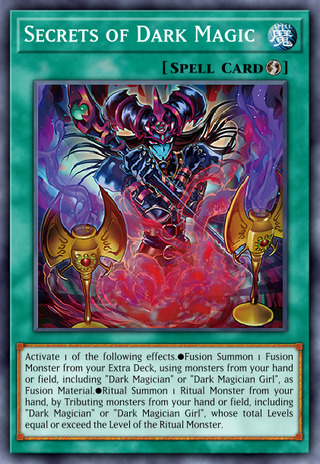 Secrets of Dark Magic
魔
[Spell Card]
Activate 1 of the following effects.●Fusion Summon 1 Fusion
Monster from your Extra Deck, using monsters from your hand
or field, including "Dark Magician" or "Dark Magician Girl", as
Fusion Material.●Ritual Summon 1 Ritual Monster from your
hand, by Tributing monsters from your hand or field, including
"Dark Magician" or "Dark Magician Girl", whose total Levels
equal or exceed the Level of the Ritual Monster.